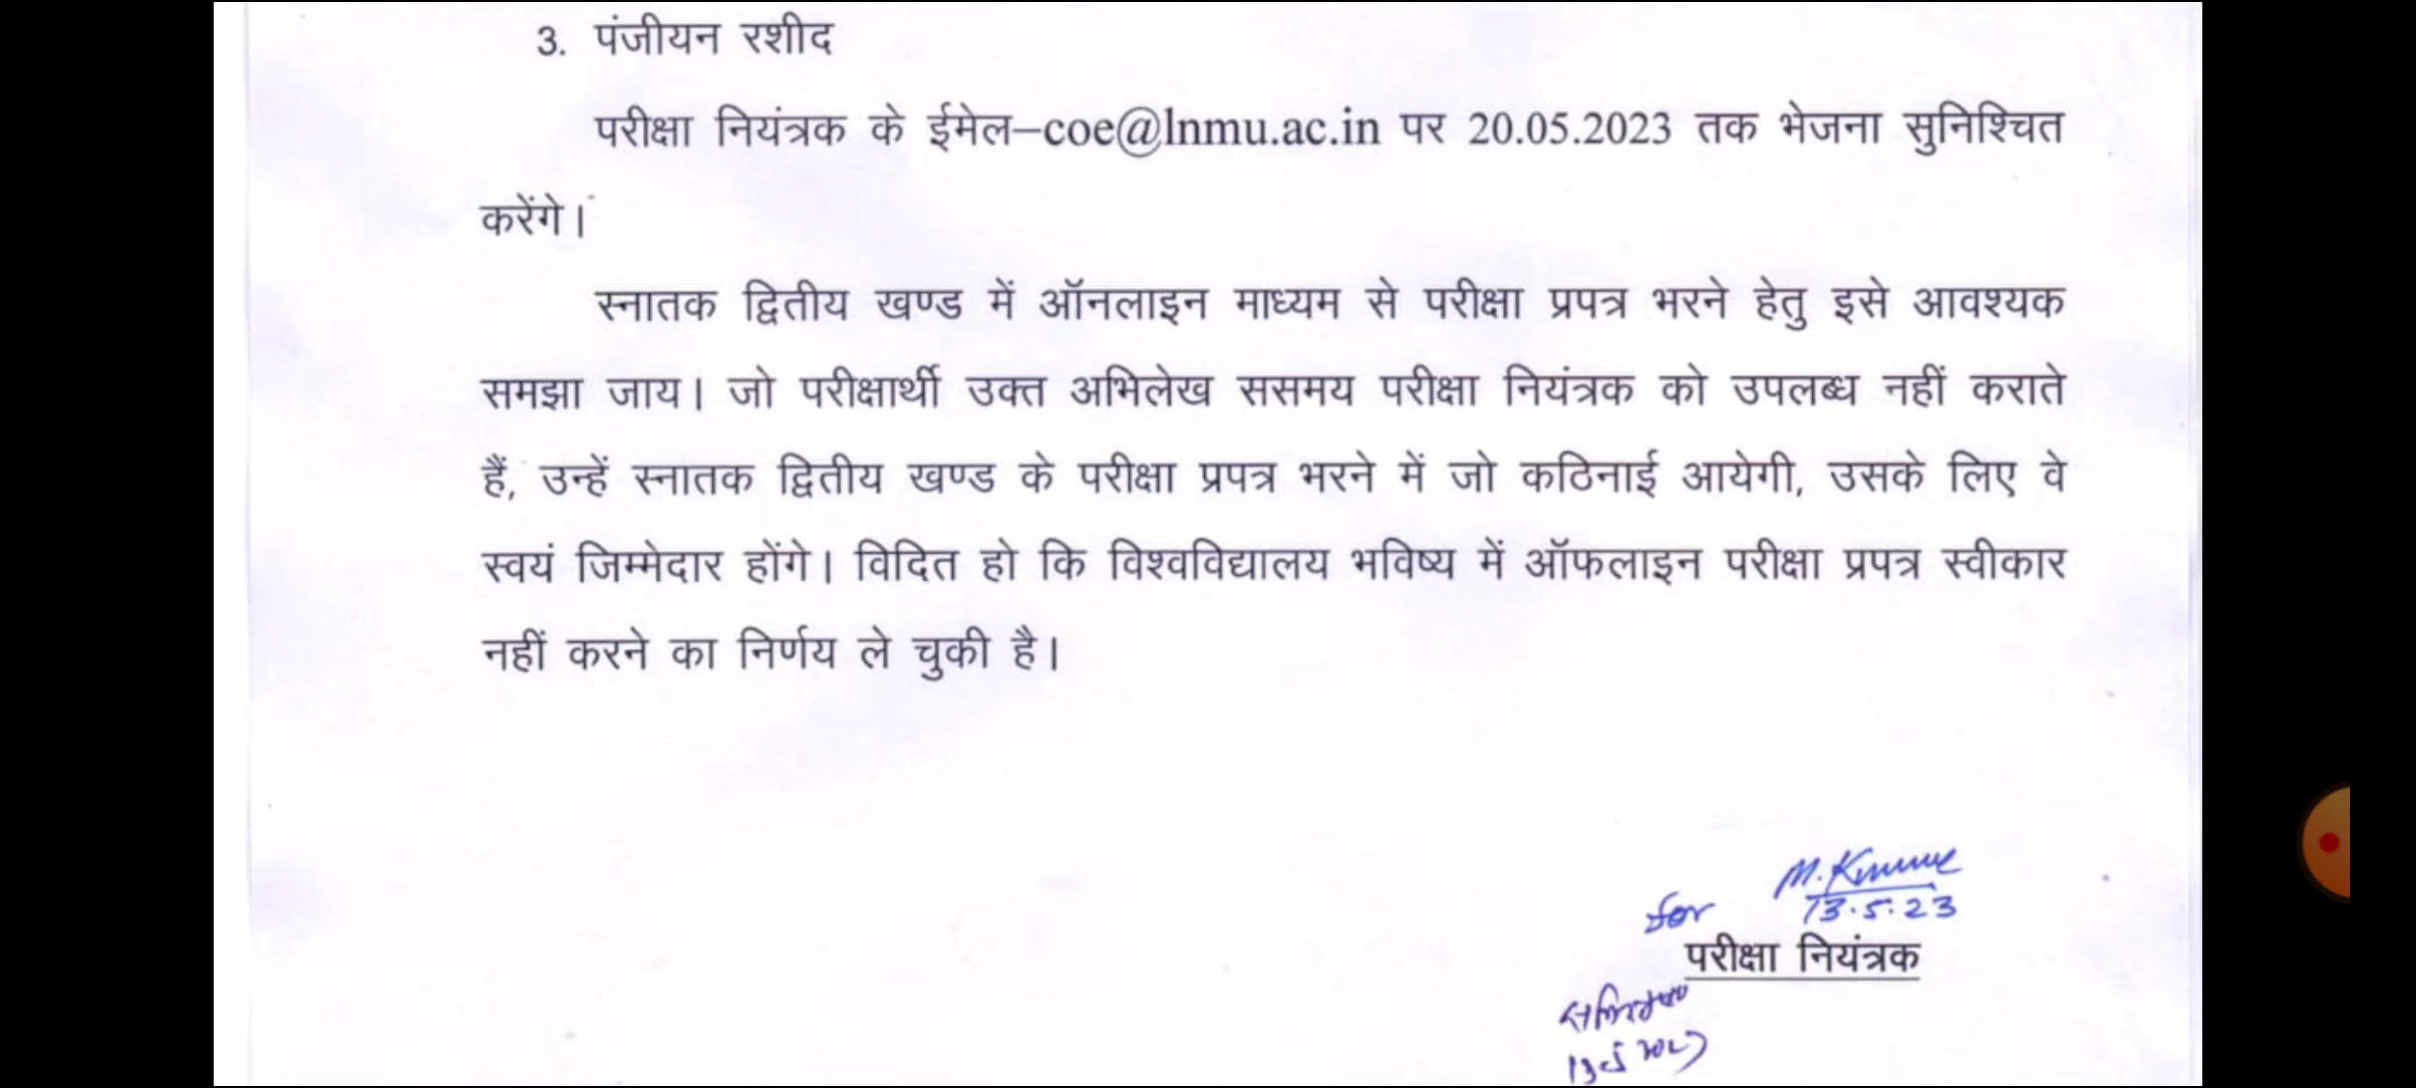 3. पंजीयन रशीद
परीक्षा नियंत्रक के ईमेल–coe@lnmu.ac.in पर 20.05.2023 तक भेजना सुनिश्चित
करेंगे।
स्नातक द्वितीय खण्ड में ऑनलाइन माध्यम से परीक्षा प्रपत्र भरने हेतु इसे आवश्यक
समझा जाय। जो परीक्षार्थी उक्त अभिलेख ससमय परीक्षा नियंत्रक को उपलब्ध नहीं कराते
हैं, उन्हें स्नातक द्वितीय खण्ड के परीक्षा प्रपत्र भरने में जो कठिनाई आयेगी, उसके लिए वे
स्वयं जिम्मेदार होंगे। विदित हो कि विश्वविद्यालय भविष्य में ऑफलाइन परीक्षा प्रपत्र स्वीकार
नहीं करने का निर्णय ले चुकी है।
for
13.5.23
परीक्षा नियंत्रक